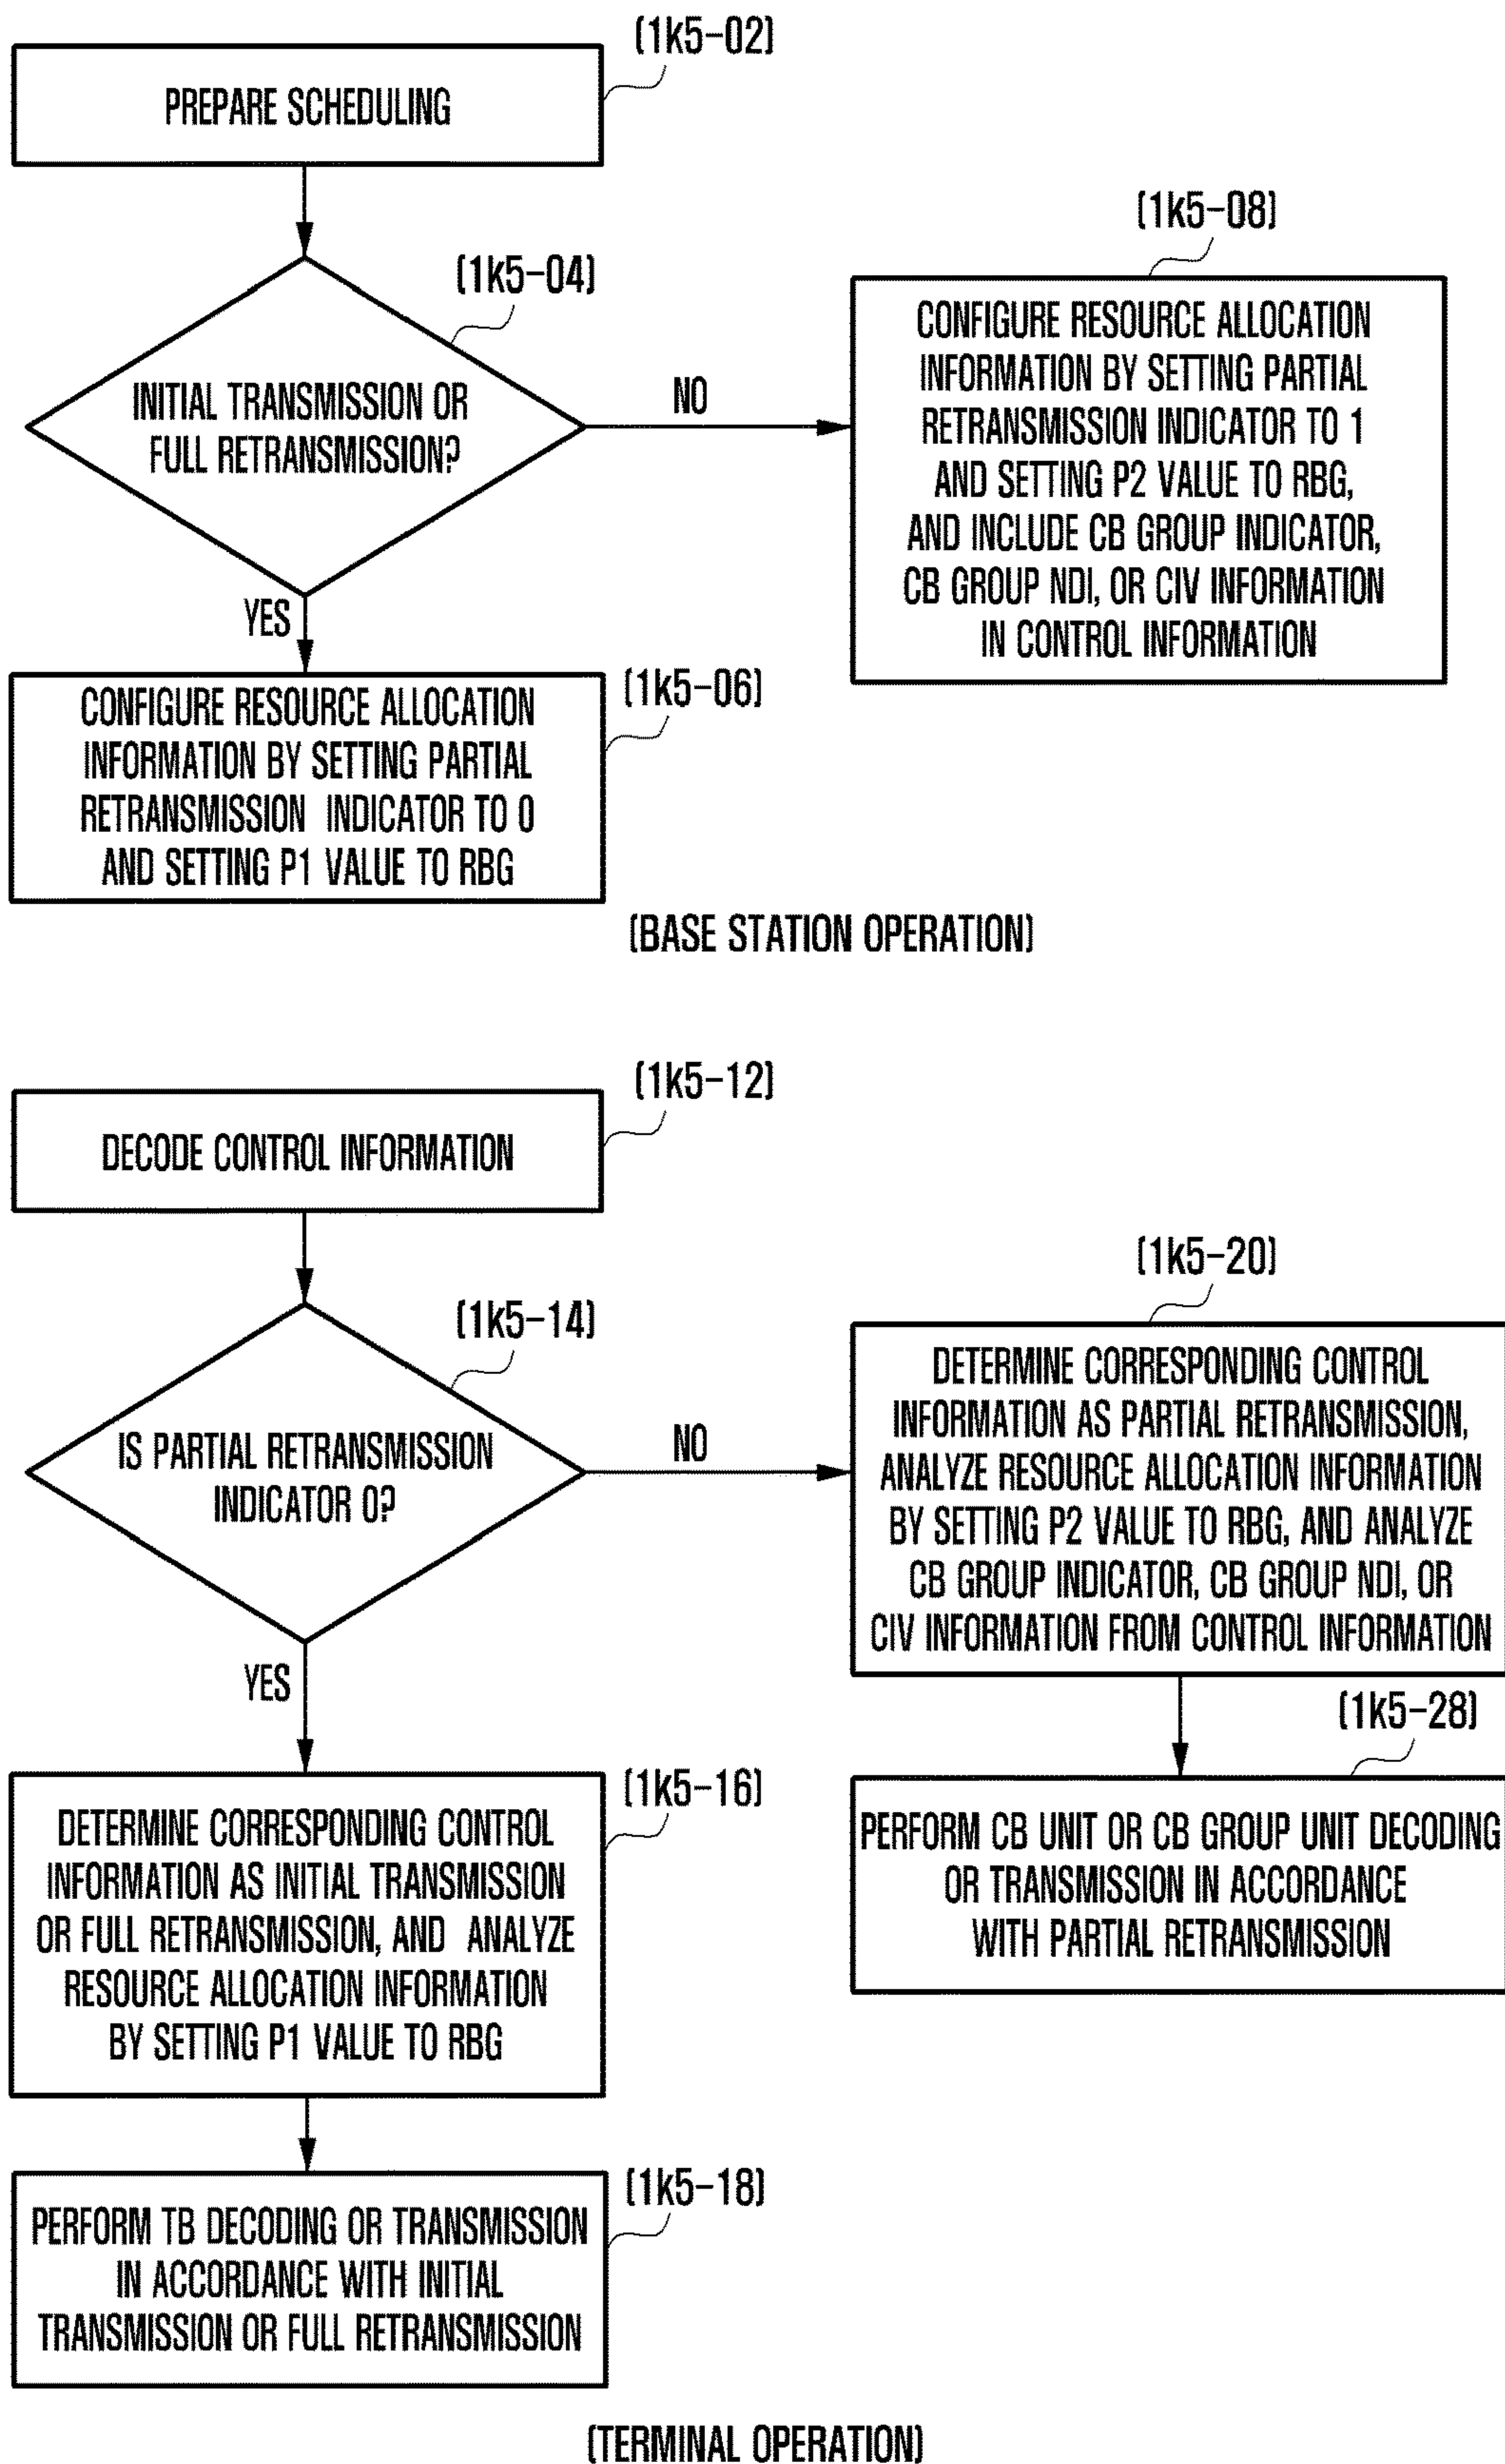 (1k5-02)
PREPARE SCHEDULING
(1k5-04)
INITIAL TRANSMISSION OR
FULL RETRANSMISSION?
NO
YES
(1k5-08)
CONFIGURE RESOURCE ALLOCATION
INFORMATION BY SETTING PARTIAL
RETRANSMISSION INDICATOR TO 1
AND SETTING P2 VALUE TO RBG,
AND INCLUDE CB GROUP INDICATOR,
CB GROUP NDI, OR CIV INFORMATION
IN CONTROL INFORMATION
(1k5-06)
CONFIGURE RESOURCE ALLOCATION
INFORMATION BY SETTING PARTIAL
RETRANSMISSION INDICATOR TO 0
AND SETTING P1 VALUE TO RBG
(BASE STATION OPERATION)
(1k5-12)
DECODE CONTROL INFORMATION
(1k5-14)
IS PARTIAL RETRANSMISSION
INDICATOR 0?
NO
YES
(1k5-20)
DETERMINE CORRESPONDING CONTROL
INFORMATION AS PARTIAL RETRANSMISSION,
ANALYZE RESOURCE ALLOCATION INFORMATION
BY SETTING P2 VALUE TO RBG, AND ANALYZE
CB GROUP INDICATOR, CB GROUP NDI, OR
CIV INFORMATION FROM CONTROL INFORMATION
(1k5-28)
PERFORM CB UNIT OR CB GROUP UNIT DECODING
OR TRANSMISSION IN ACCORDANCE
WITH PARTIAL RETRANSMISSION
(1k5-16)
DETERMINE CORRESPONDING CONTROL
INFORMATION AS INITIAL TRANSMISSION
OR FULL RETRANSMISSION, AND ANALYZE
RESOURCE ALLOCATION INFORMATION
BY SETTING P1 VALUE TO RBG
(1k5-18)
PERFORM TB DECODING OR TRANSMISSION
IN ACCORDANCE WITH INITIAL
TRANSMISSION OR FULL RETRANSMISSION
(TERMINAL OPERATION)